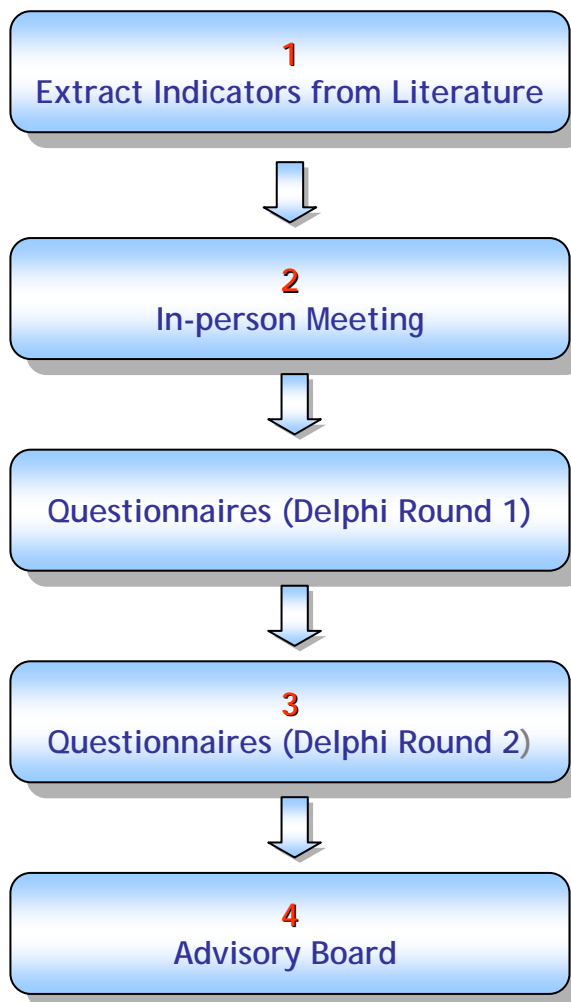 1
Extract Indicators from Literature
2
In-person Meeting
Questionnaires (Delphi Round 1)
3
Questionnaires (Delphi Round 2)
4
Advisory Board